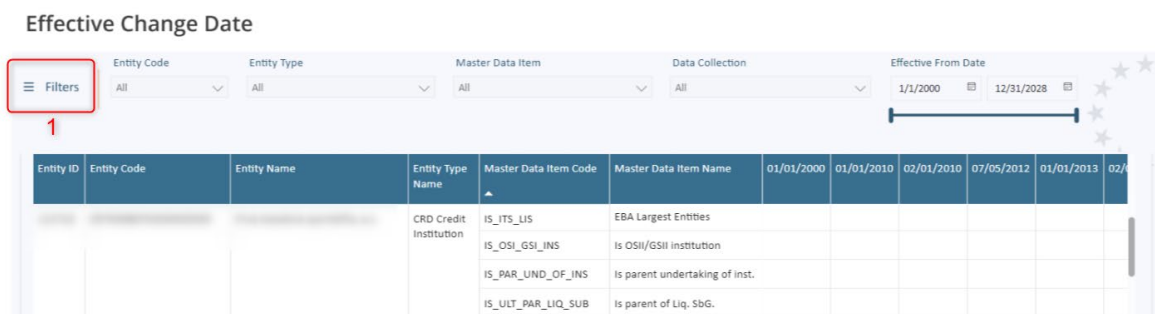 Effective Change Date
Entity Code Entity Type Master Data Item Data Collection Effective From Date
☰ Filters All All All All 1/1/2000 12/31/2028
1
Entity ID Entity Code Entity Name Entity Type Master Data Item Code Master Data Item Name 01/01/2000 01/01/2010 02/01/2010 07/05/2012 01/01/2013 02/
Name
CRD Credit IS_ITS_LIS EBA Largest Entities
Institution
IS_OSI_GSI_INS Is OSII/GSII institution
IS_PAR_UND_OF_INS Is parent undertaking of inst.
IS_ULT_PAR_LIQ_SUB Is parent of Liq. SbG.